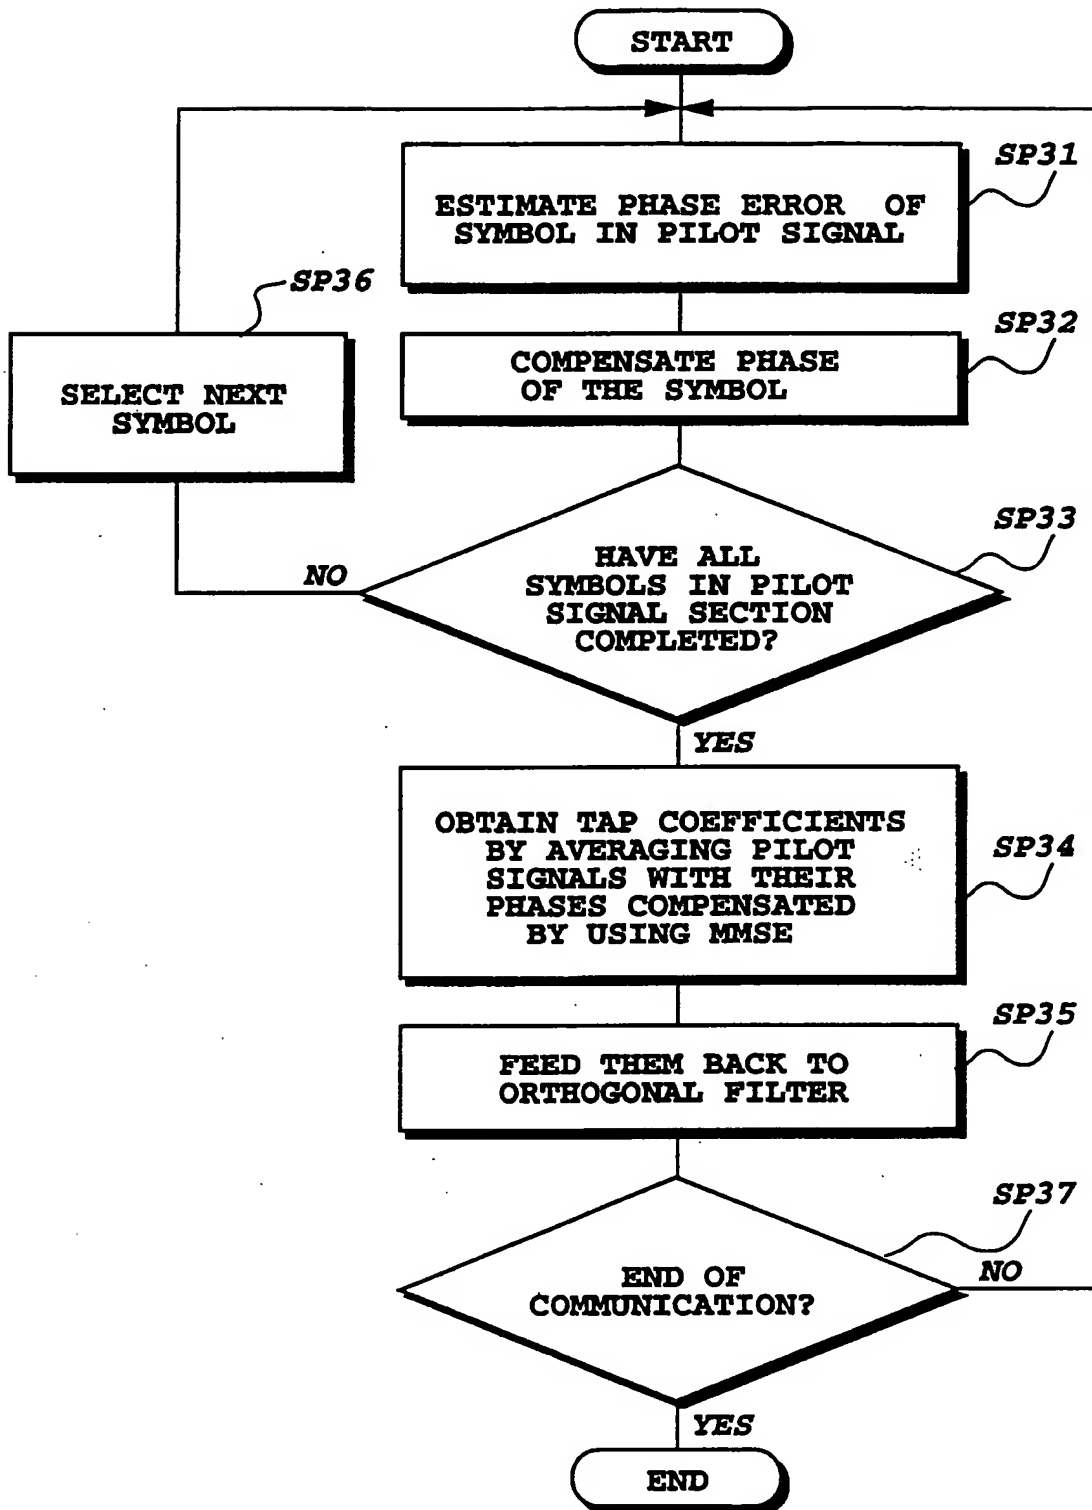 START
SP31
ESTIMATE PHASE ERROR OF
SYMBOL IN PILOT SIGNAL
SP36
SELECT NEXT
SYMBOL
SP32
COMPENSATE PHASE
OF THE SYMBOL
SP33
HAVE ALL
SYMBOLS IN PILOT
SIGNAL SECTION
COMPLETED?
NO
YES
SP34
OBTAIN TAP COEFFICIENTS
BY AVERAGING PILOT
SIGNALS WITH THEIR
PHASES COMPENSATED
BY USING MMSE
SP35
FEED THEM BACK TO
ORTHOGONAL FILTER
SP37
END OF
COMMUNICATION?
NO
YES
END